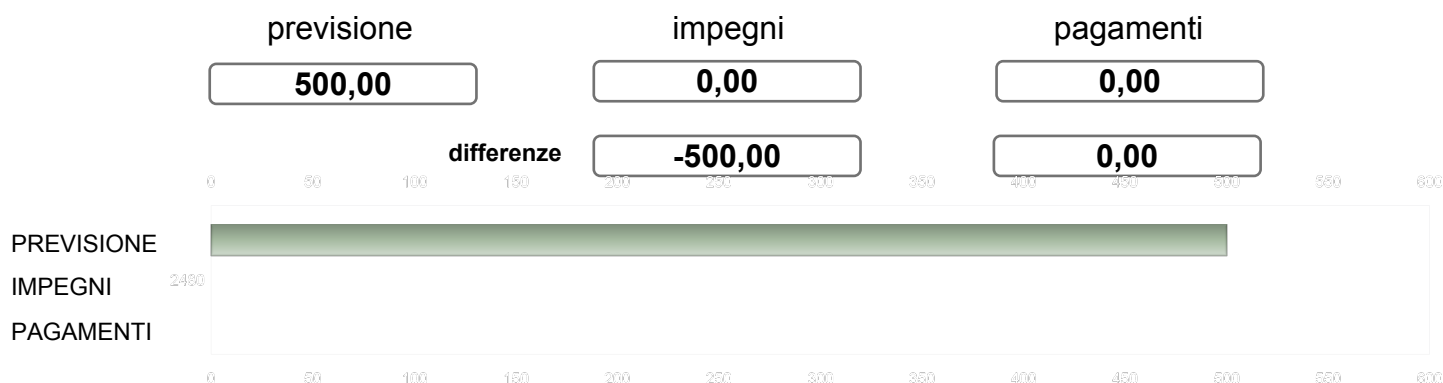 previsione impegni pagamenti
500,00 0,00 0,00
differenze -500,00 0,00
0 50 100 150 200 250 300 350 400 450 500 550 600
PREVISIONE
2480
IMPEGNI
PAGAMENTI
0 50 100 150 200 250 300 350 400 450 500 550 600